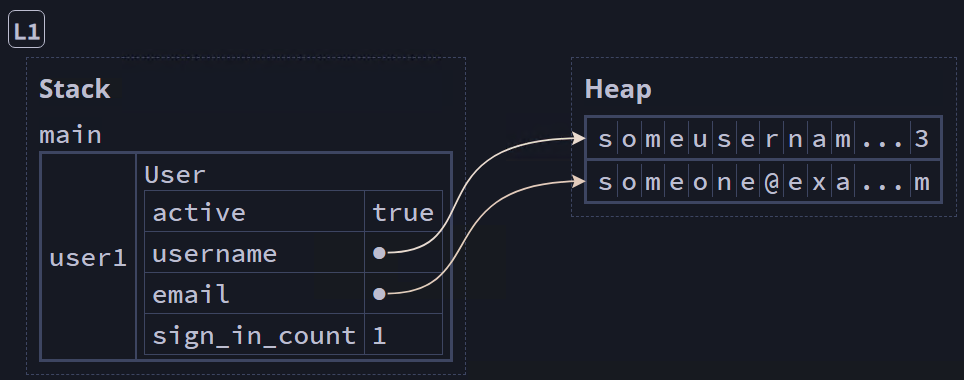 L1
Stack
Heap
main
s o m e u s e r n a m ... 3
s o m e o n e @ e x a ... m
User
active true
username
user1
email
sign_in_count 1